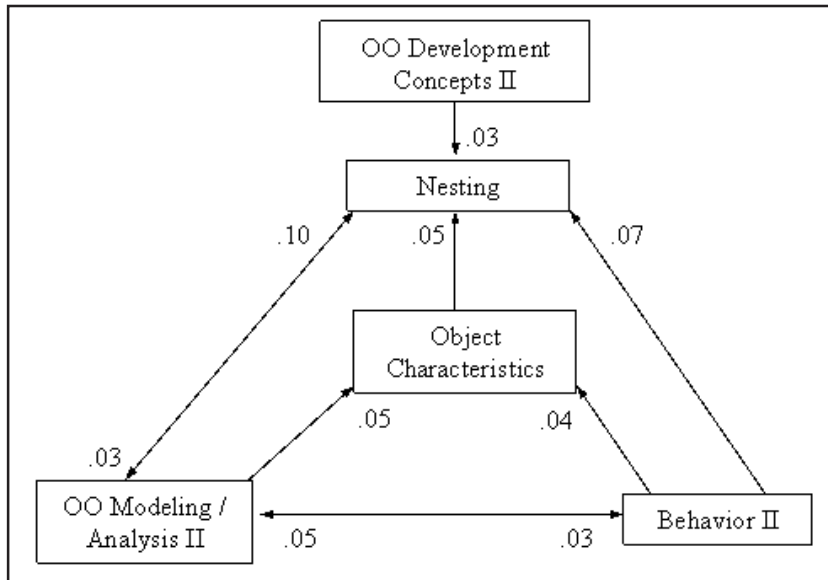 OO Development
Concepts II
.03
Nesting
.10
.05
.07
Object
Characteristics
.05
.04
.03
OO Modeling /
Analysis II
.05
.03
Behavior II